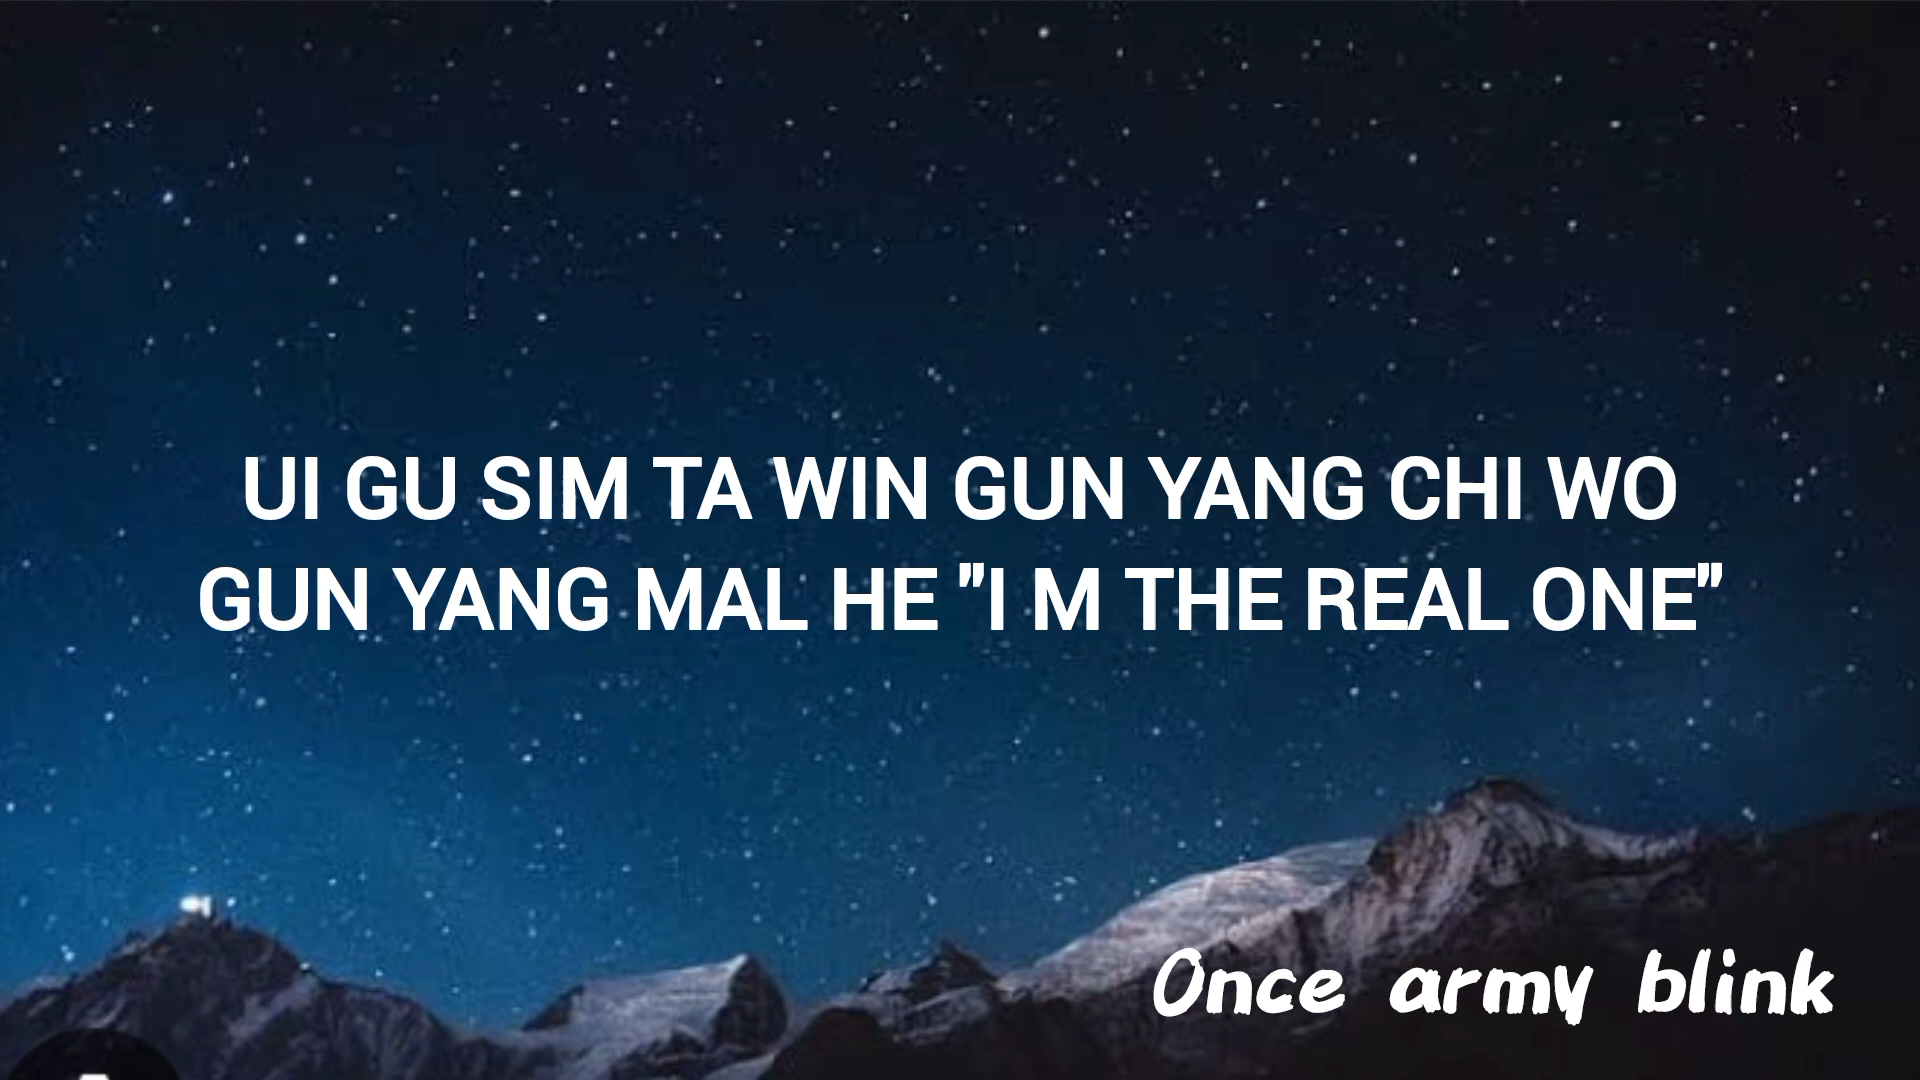 UI GU SIM TA WIN GUN YANG CHI WO
GUN YANG MAL HE "I M THE REAL ONE"
Once army blink